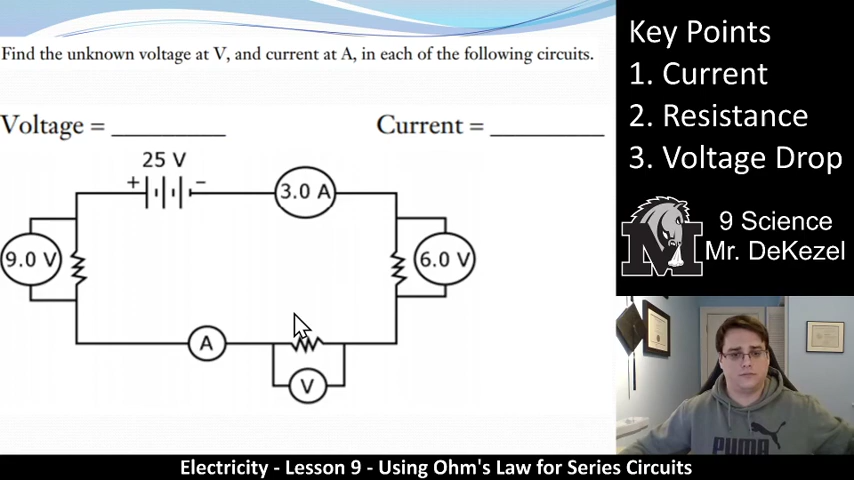 Find the unknown voltage at V, and current at A, in each of the following circuits.
Voltage = _________
Current = _________
25 V
+
−
3.0 A
9.0 V
6.0 V
A
V
Key Points
1. Current
2. Resistance
3. Voltage Drop
M
9 Science
Mr. DeKezel
PUMA
Electricity - Lesson 9 - Using Ohm's Law for Series Circuits